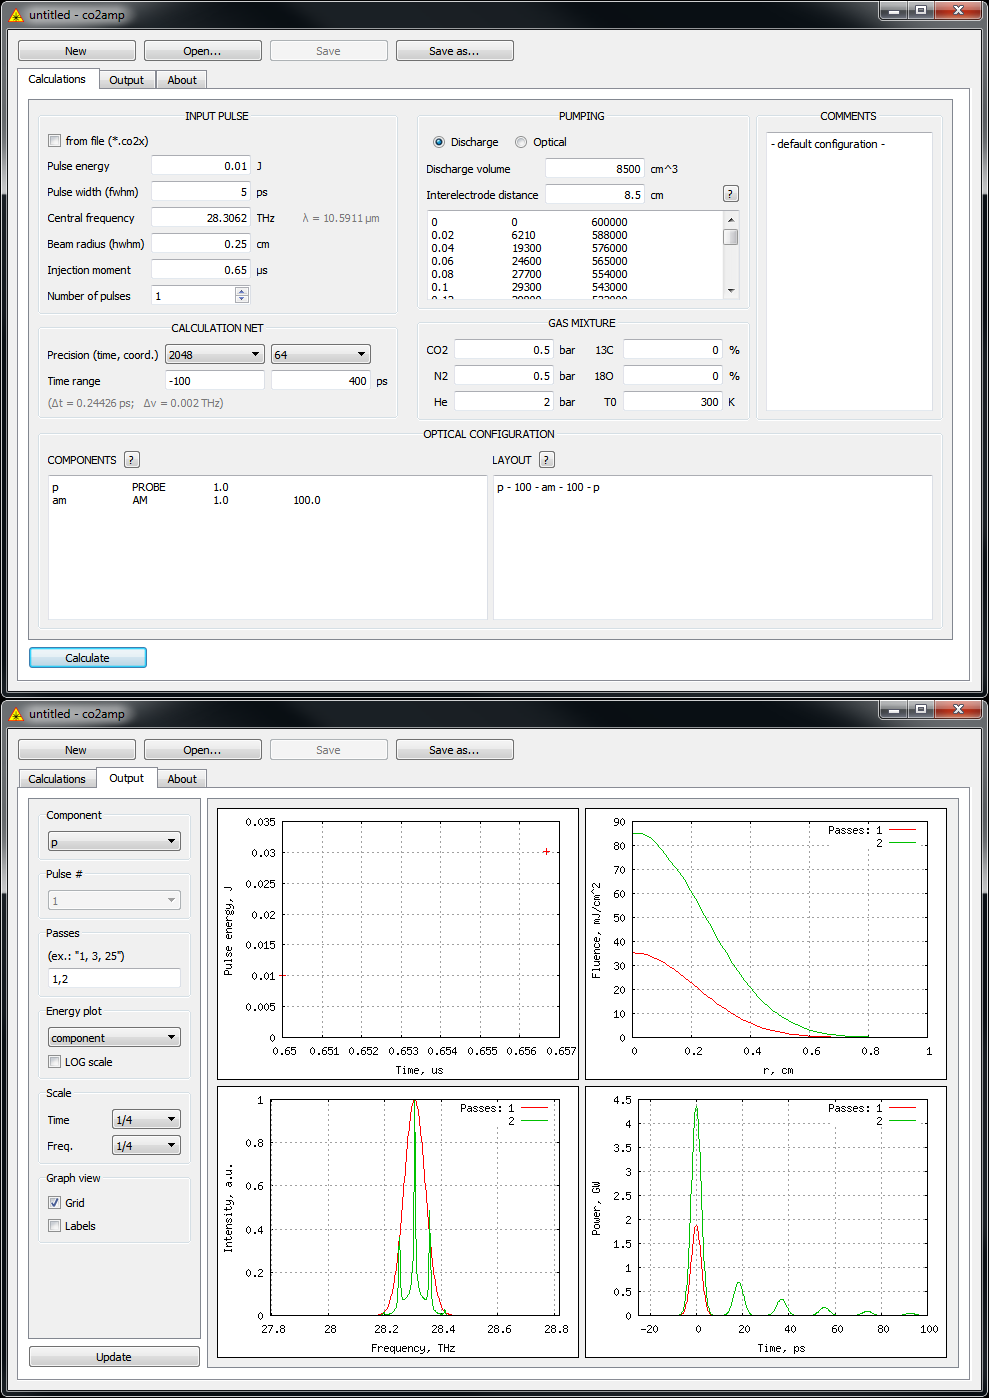 untitled - co2amp
New Open... Save Save as...
Calculations Output About
INPUT PULSE
from file (*.co2x)
Pulse energy 0.01 J
Pulse width (fwhm) 5 ps
Central frequency 28.3062 THz λ = 10.5911 µm
Beam radius (hwhm) 0.25 cm
Injection moment 0.65 µs
Number of pulses 1
CALCULATION NET
Precision (time, coord.) 2048 64
Time range -100 400 ps
(Δt = 0.24426 ps; Δν = 0.002 THz)
PUMPING
Discharge Optical
Discharge volume 8500 cm^3
Interelectrode distance 8.5 cm ?
0 0 600000
0.02 6210 588000
0.04 19300 576000
0.06 24600 565000
0.08 27700 554000
0.1 29300 543000
GAS MIXTURE
CO2 0.5 bar 13C 0 %
N2 0.5 bar 18O 0 %
He 2 bar T0 300 K
COMMENTS
- default configuration -
OPTICAL CONFIGURATION
COMPONENTS ?
p PROBE 1.0
am AM 1.0 100.0
LAYOUT ?
p - 100 - am - 100 - p
Calculate
untitled - co2amp
New Open... Save Save as...
Calculations Output About
Component
p
Pulse #
1
Passes
(ex.: "1, 3, 25")
1,2
Energy plot
component
LOG scale
Scale
Time 1/4
Freq. 1/4
Graph view
Grid
Labels
Update
Pulse energy, J
0.035
0.03
0.025
0.02
0.015
0.01
0.005
0
0.65 0.651 0.652 0.653 0.654 0.655 0.656 0.657
Time, us
Fluence, mJ/cm^2
90
80
70
60
50
40
30
20
10
0
Passes: 1
2
0 0.2 0.4 0.6 0.8 1
r, cm
Intensity, a.u.
1
0.8
0.6
0.4
0.2
0
Passes: 1
2
27.8 28 28.2 28.4 28.6 28.8
Frequency, THz
Power, GW
4.5
4
3.5
3
2.5
2
1.5
1
0.5
0
Passes: 1
2
-20 0 20 40 60 80 100
Time, ps